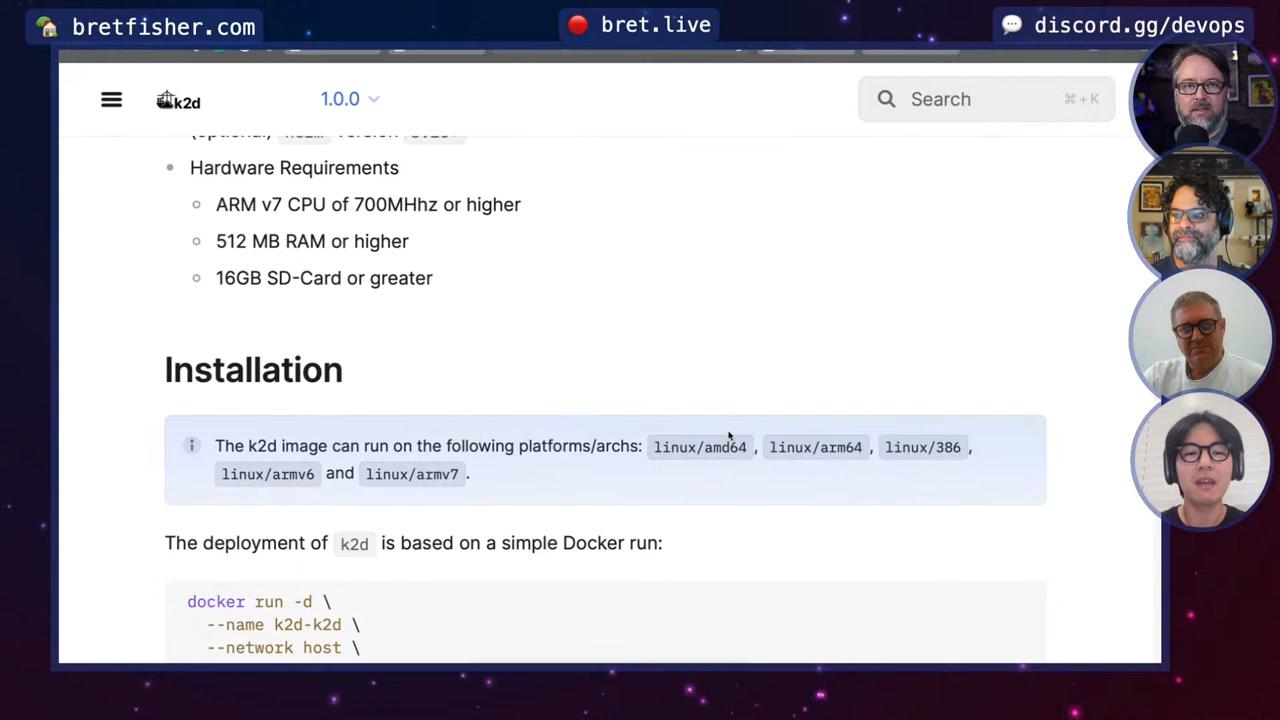 bretfisher.com
bret.live
discord.gg/devops
k2d
1.0.0
Search
⌘+K
(optional) version
Hardware Requirements
ARM v7 CPU of 700MHhz or higher
512 MB RAM or higher
16GB SD-Card or greater
Installation
The k2d image can run on the following platforms/archs: linux/amd64, linux/arm64, linux/386,
linux/armv6 and linux/armv7.
The deployment of k2d is based on a simple Docker run:
docker run -d \
--name k2d-k2d \
--network host \